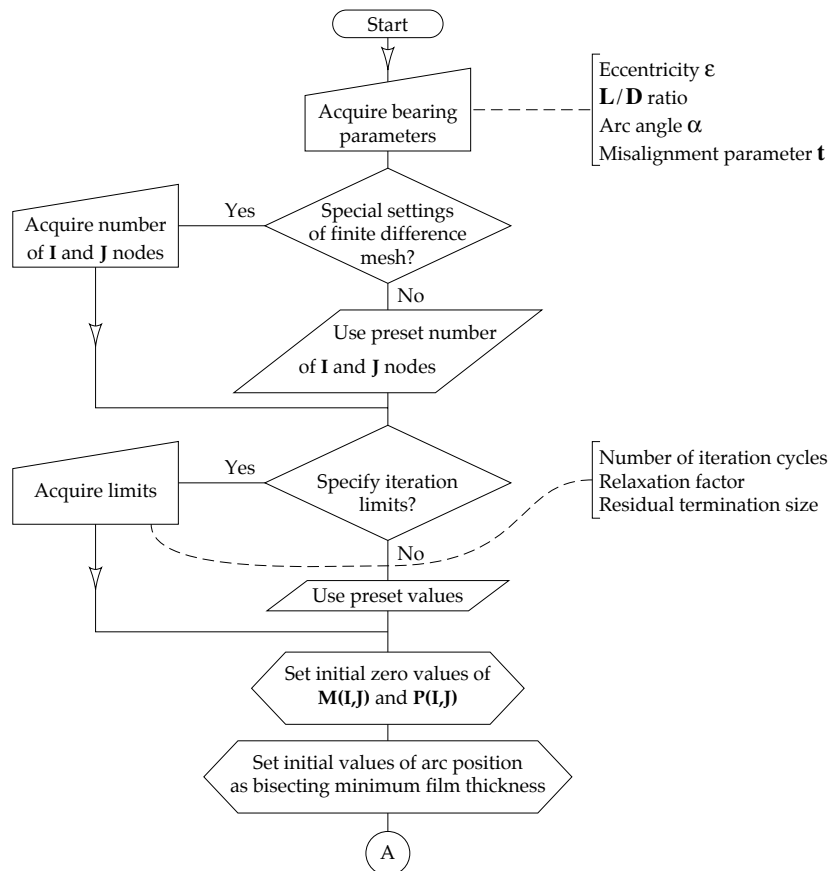 Start
Acquire bearing
parameters
Eccentricity ε
L/D ratio
Arc angle α
Misalignment parameter t
Special settings
of finite difference
mesh?
Yes
Acquire number
of I and J nodes
No
Use preset number
of I and J nodes
Specify iteration
limits?
Yes
Acquire limits
Number of iteration cycles
Relaxation factor
Residual termination size
No
Use preset values
Set initial zero values of
M(I,J) and P(I,J)
Set initial values of arc position
as bisecting minimum film thickness
A